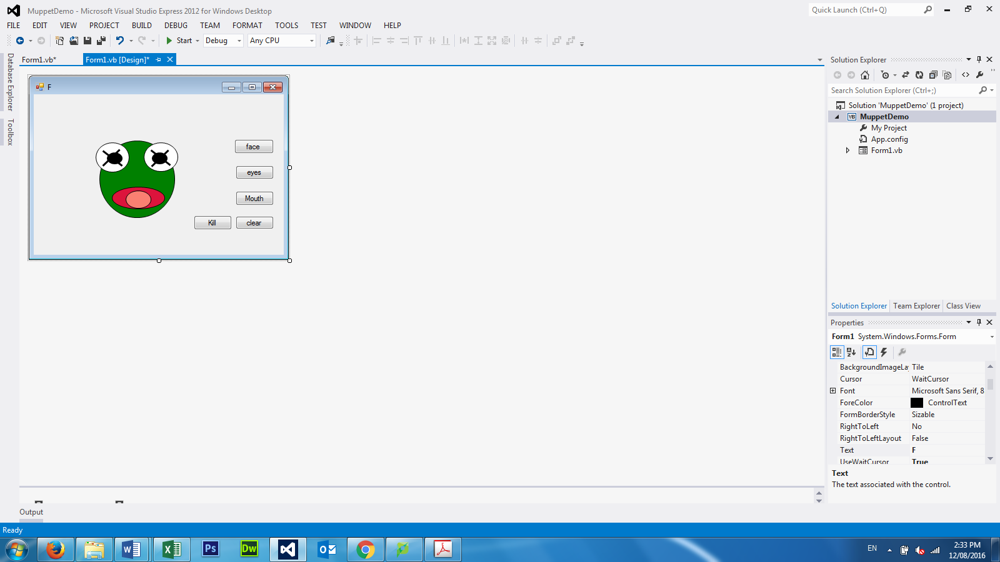 MuppetDemo - Microsoft Visual Studio Express 2012 for Windows Desktop
Quick Launch (Ctrl+Q)
FILE EDIT VIEW PROJECT BUILD DEBUG TEAM FORMAT TOOLS TEST WINDOW HELP
Start Debug Any CPU
Database Explorer
Toolbox
Form1.vb* Form1.vb [Design]*
F
face
eyes
Mouth
Kill clear
Solution Explorer
Search Solution Explorer (Ctrl+;)
Solution 'MuppetDemo' (1 project)
VB MuppetDemo
My Project
App.config
Form1.vb
Solution Explorer Team Explorer Class View
Properties
Form1 System.Windows.Forms.Form
BackgroundImageLay Tile
Cursor WaitCursor
Font Microsoft Sans Serif, 8
ForeColor ControlText
FormBorderStyle Sizable
RightToLeft No
RightToLeftLayout False
Text F
UseWaitCursor True
Text
The text associated with the control.
Output
Ready
Ps Dw
EN
2:33 PM
12/08/2016